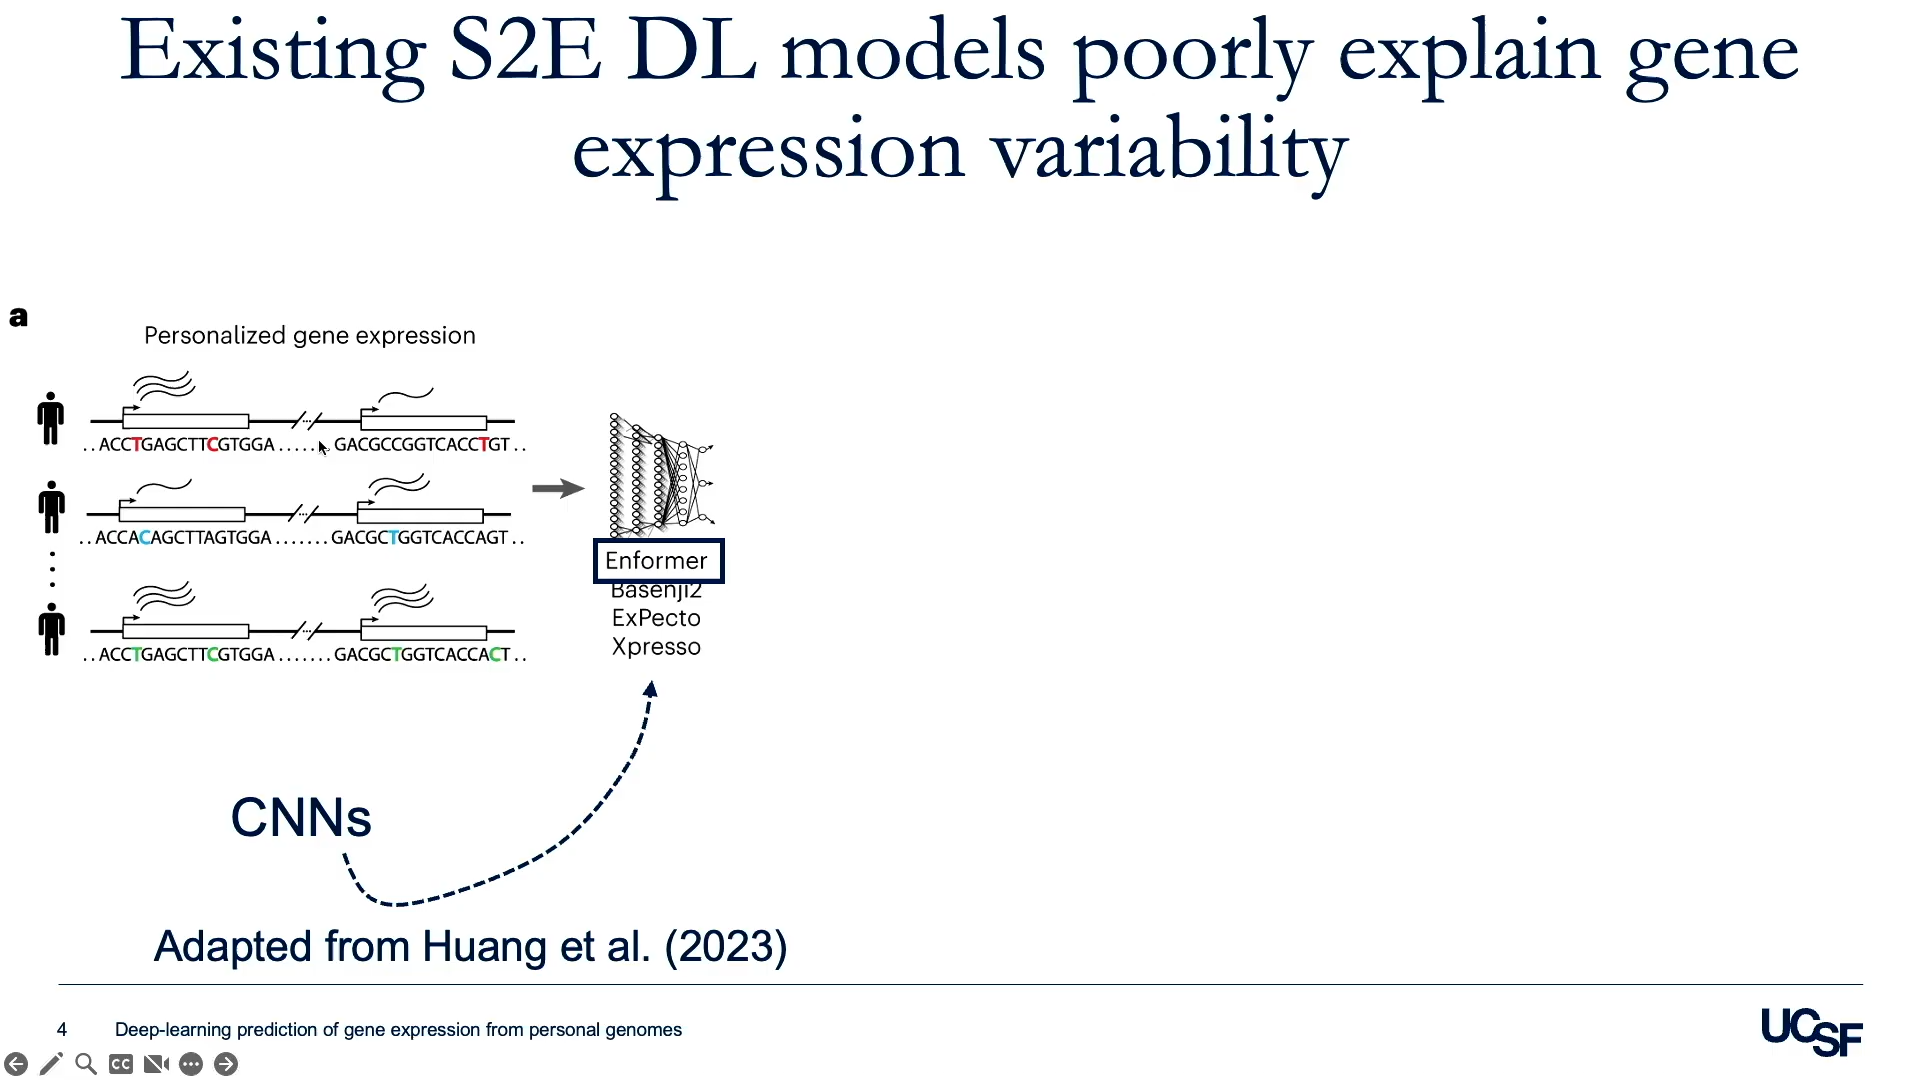 Existing S2E DL models poorly explain gene
expression variability
a
Personalized gene expression
..ACCTGAGCTTCGTGGA.......GACGCCGGTCACCTGT..
..ACCACAGCTTAGTGGA.......GACGCTGGTCACCAGT..
..ACCTGAGCTTCGTGGA.......GACGCTGGTCACCACT..
Enformer
Basenji2
ExPecto
Xpresso
CNNs
Adapted from Huang et al. (2023)
4 Deep-learning prediction of gene expression from personal genomes
UCSF
CC